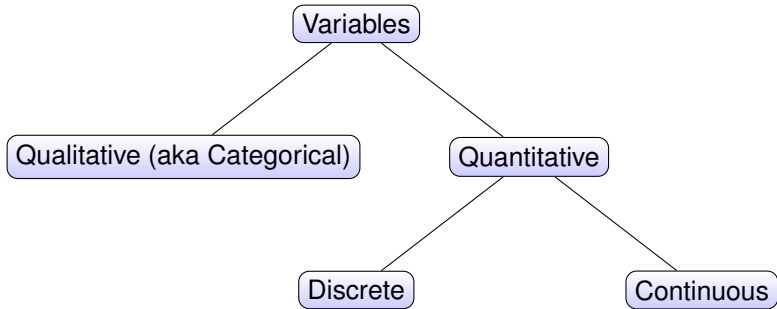 Variables
Qualitative (aka Categorical)
Quantitative
Discrete
Continuous